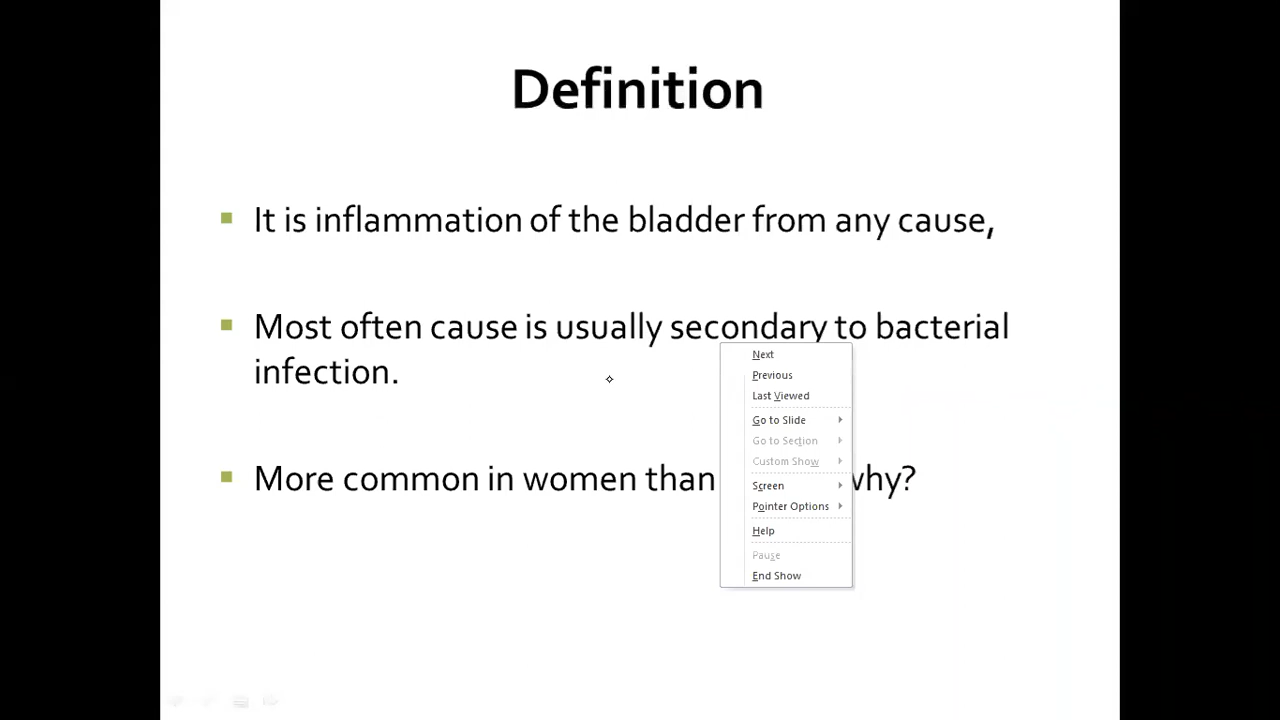 Definition
It is inflammation of the bladder from any cause,
Most often cause is usually secondary to bacterial
infection.
More common in women than why?
Next
Previous
Last Viewed
Go to Slide
Go to Section
Custom Show
Screen
Pointer Options
Help
Pause
End Show